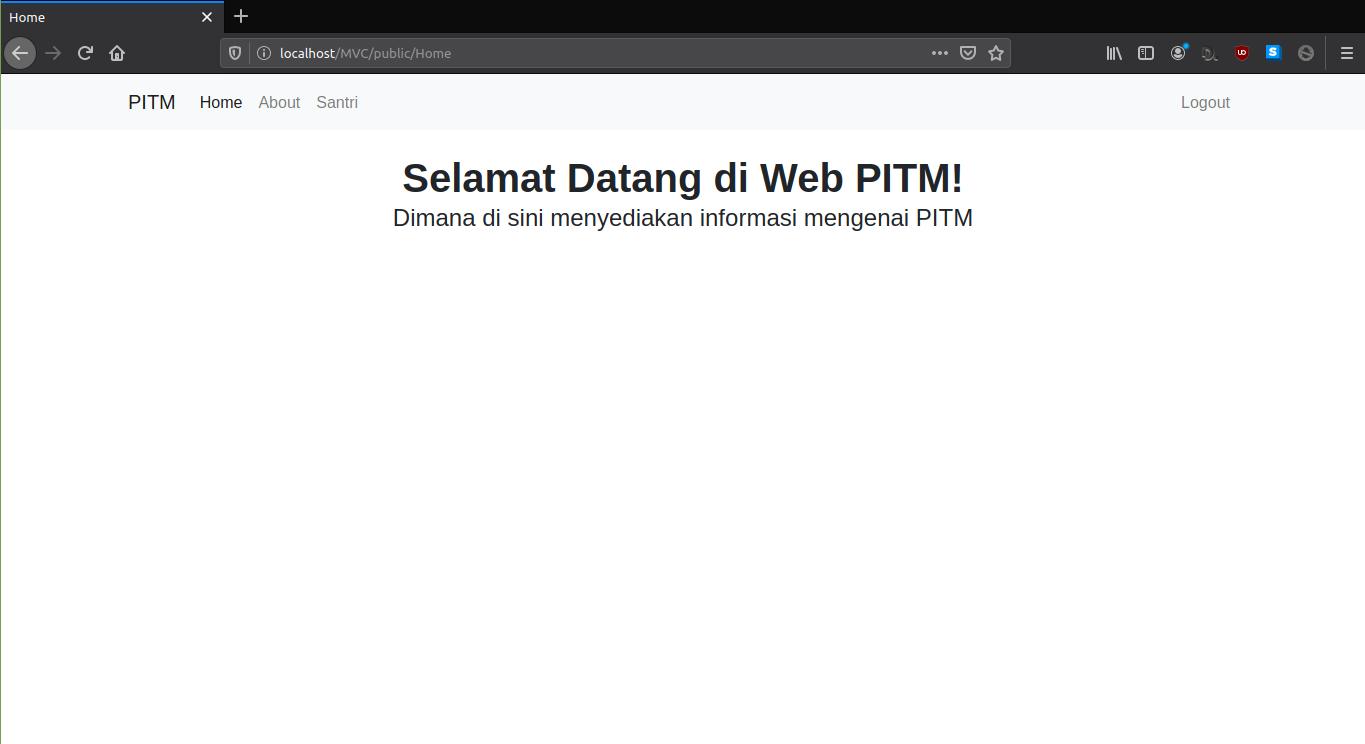 Home
localhost/MVC/public/Home
PITM Home About Santri Logout
Selamat Datang di Web PITM!
Dimana di sini menyediakan informasi mengenai PITM